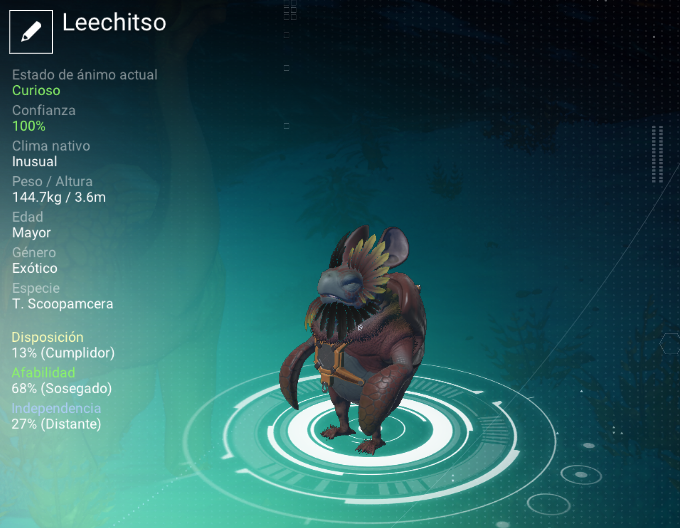 Leechitso
Estado de ánimo actual
Curioso
Confianza
100%
Clima nativo
Inusual
Peso / Altura
144.7kg / 3.6m
Edad
Mayor
Género
Exótico
Especie
T. Scoopamcera
Disposición
13% (Cumplidor)
Afabilidad
68% (Sosegado)
Independencia
27% (Distante)